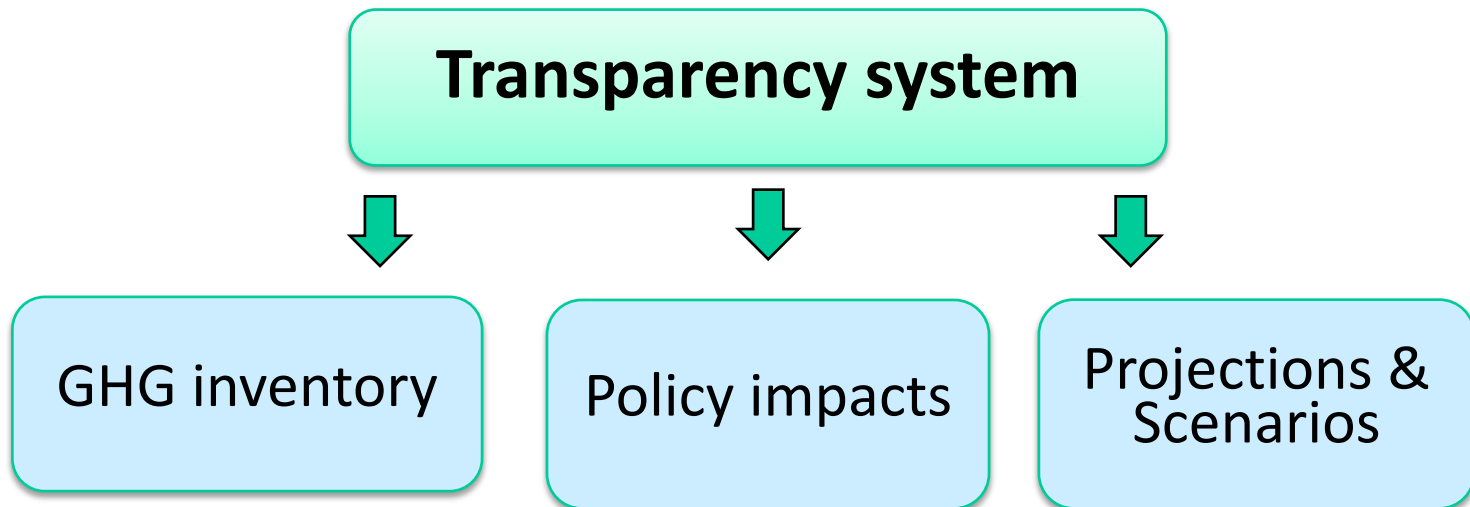 Transparency system
GHG inventory
Policy impacts
Projections &
Scenarios